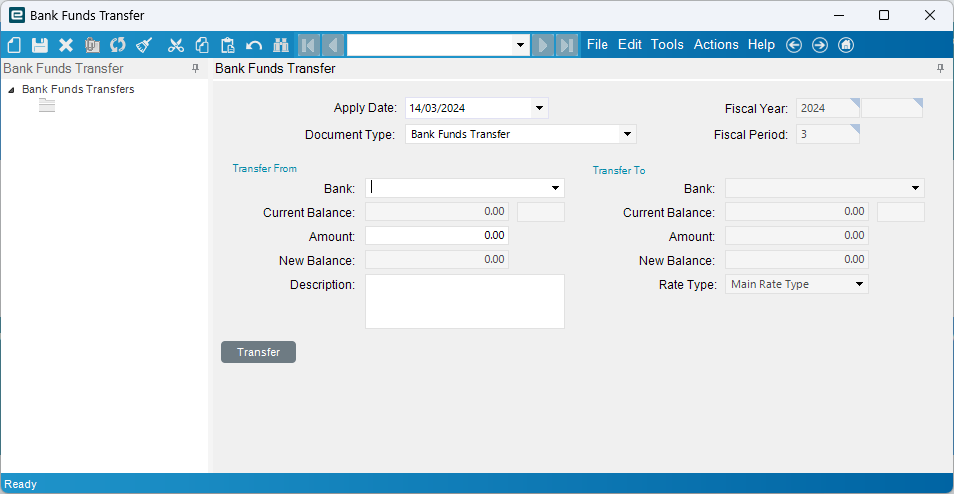 Bank Funds Transfer
File Edit Tools Actions Help
Bank Funds Transfer
Bank Funds Transfers
Bank Funds Transfer
Apply Date: 14/03/2024 Fiscal Year: 2024
Document Type: Bank Funds Transfer Fiscal Period: 3
Transfer From Transfer To
Bank: Bank:
Current Balance: 0.00 Current Balance: 0.00
Amount: 0.00 Amount: 0.00
New Balance: 0.00 New Balance: 0.00
Description: Rate Type: Main Rate Type
Transfer
Ready